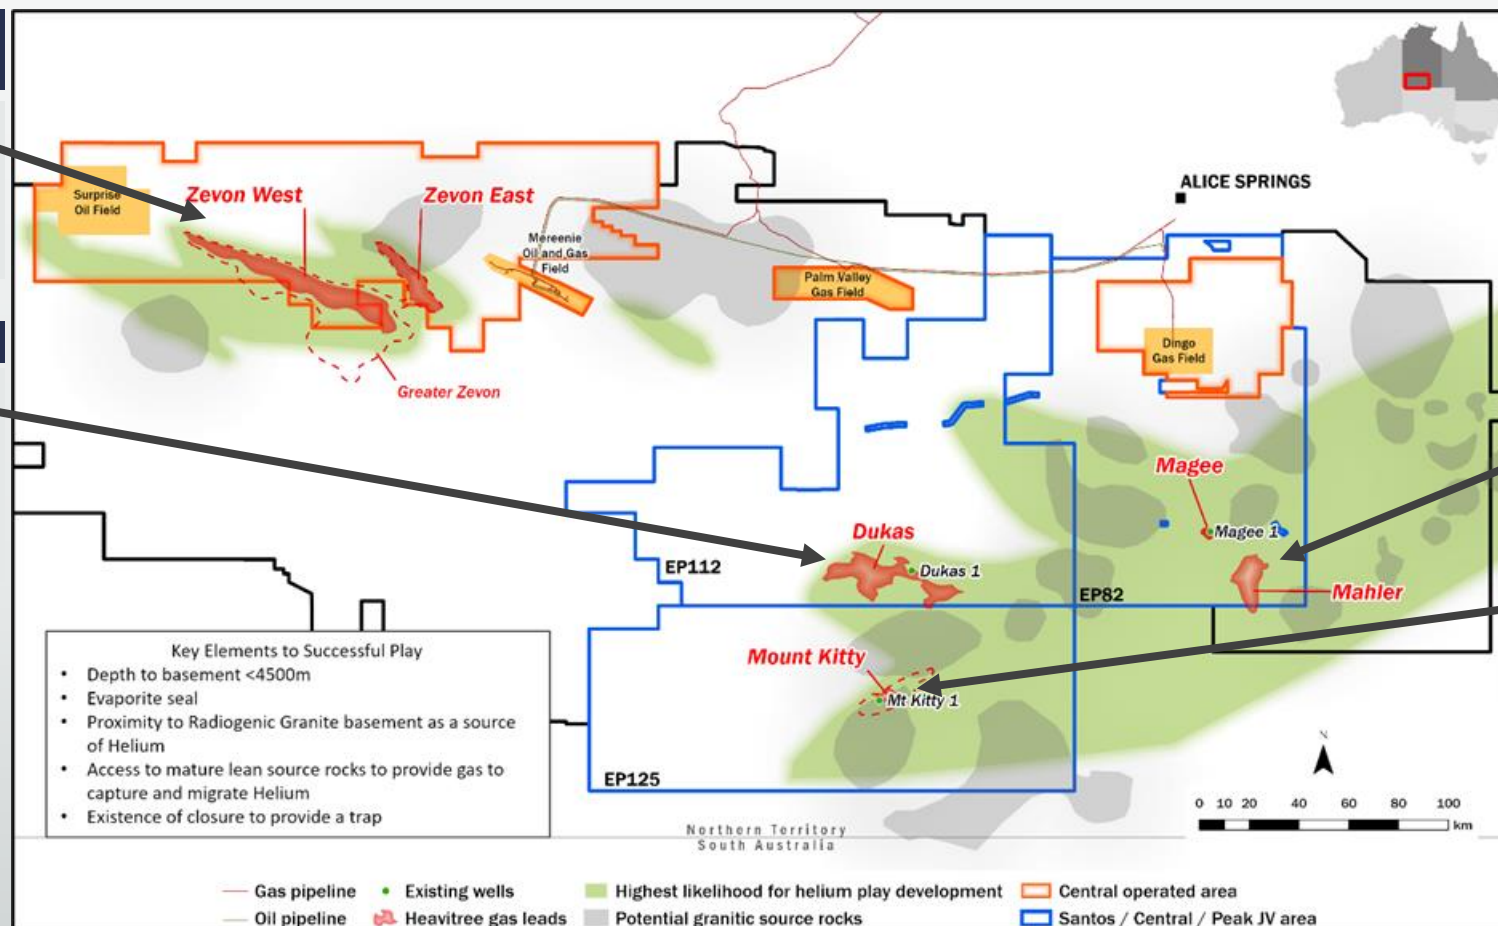 ALICE SPRINGS
Surprise
Oil Field
Zevon West
Zevon East
Mereenie
Oil and Gas
Field
Palm Valley
Gas Field
Dingo
Gas Field
Greater Zevon
Magee
Magee 1
Dukas
Dukas 1
EP112
EP82
Mahler
Mount Kitty
Mt Kitty 1
EP125
Key Elements to Successful Play
• Depth to basement <4500m
• Evaporite seal
• Proximity to Radiogenic Granite basement as a source
of Helium
• Access to mature lean source rocks to provide gas to
capture and migrate Helium
• Existence of closure to provide a trap
N
0 10 20 40 60 80 100
km
Northern Territory
South Australia
Gas pipeline
Existing wells
Highest likelihood for helium play development
Central operated area
Oil pipeline
Heavitree gas leads
Potential granitic source rocks
Santos / Central / Peak JV area